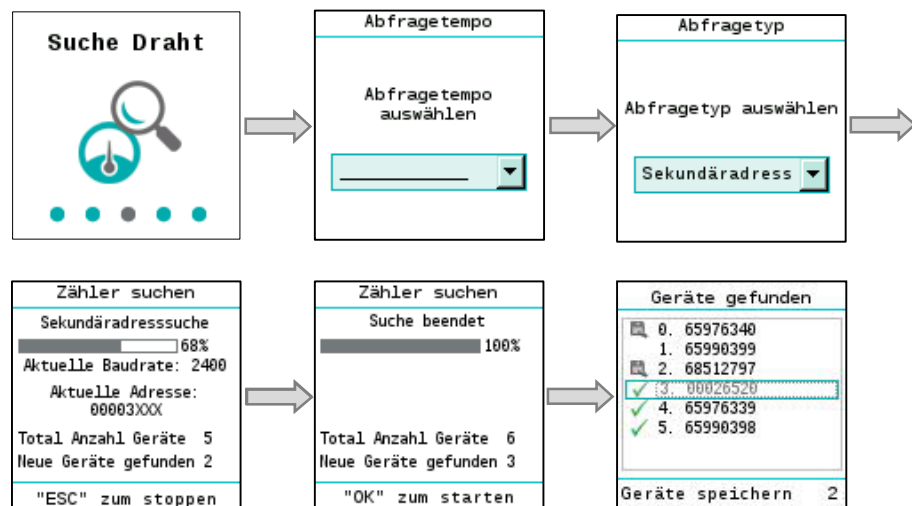 Suche Draht
Abfragetempo
Abfragetempo
auswählen
Abfragetyp
Abfragetyp auswählen
Sekundäradress
Zähler suchen
Sekundäradresssuche
68%
Aktuelle Baudrate: 2400
Aktuelle Adresse:
00003XXX
Total Anzahl Geräte 5
Neue Geräte gefunden 2
"ESC" zum stoppen
Zähler suchen
Suche beendet
100%
Total Anzahl Geräte 6
Neue Geräte gefunden 3
"OK" zum starten
Geräte gefunden
0. 65976340
1. 65990399
2. 68512797
3. 00026520
4. 65976339
5. 65990398
Geräte speichern 2